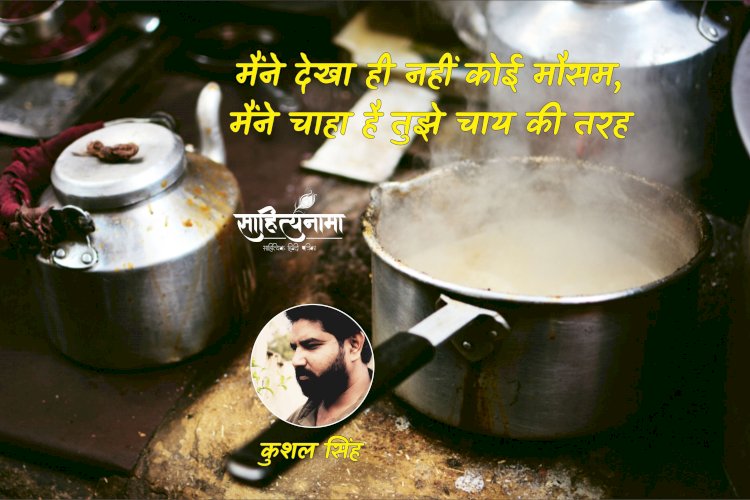 मैंने देखा ही नहीं कोई मौसम,
मैंने चाहा है तुझे चाय की तरह
साहित्यनामा
कुशल सिंह